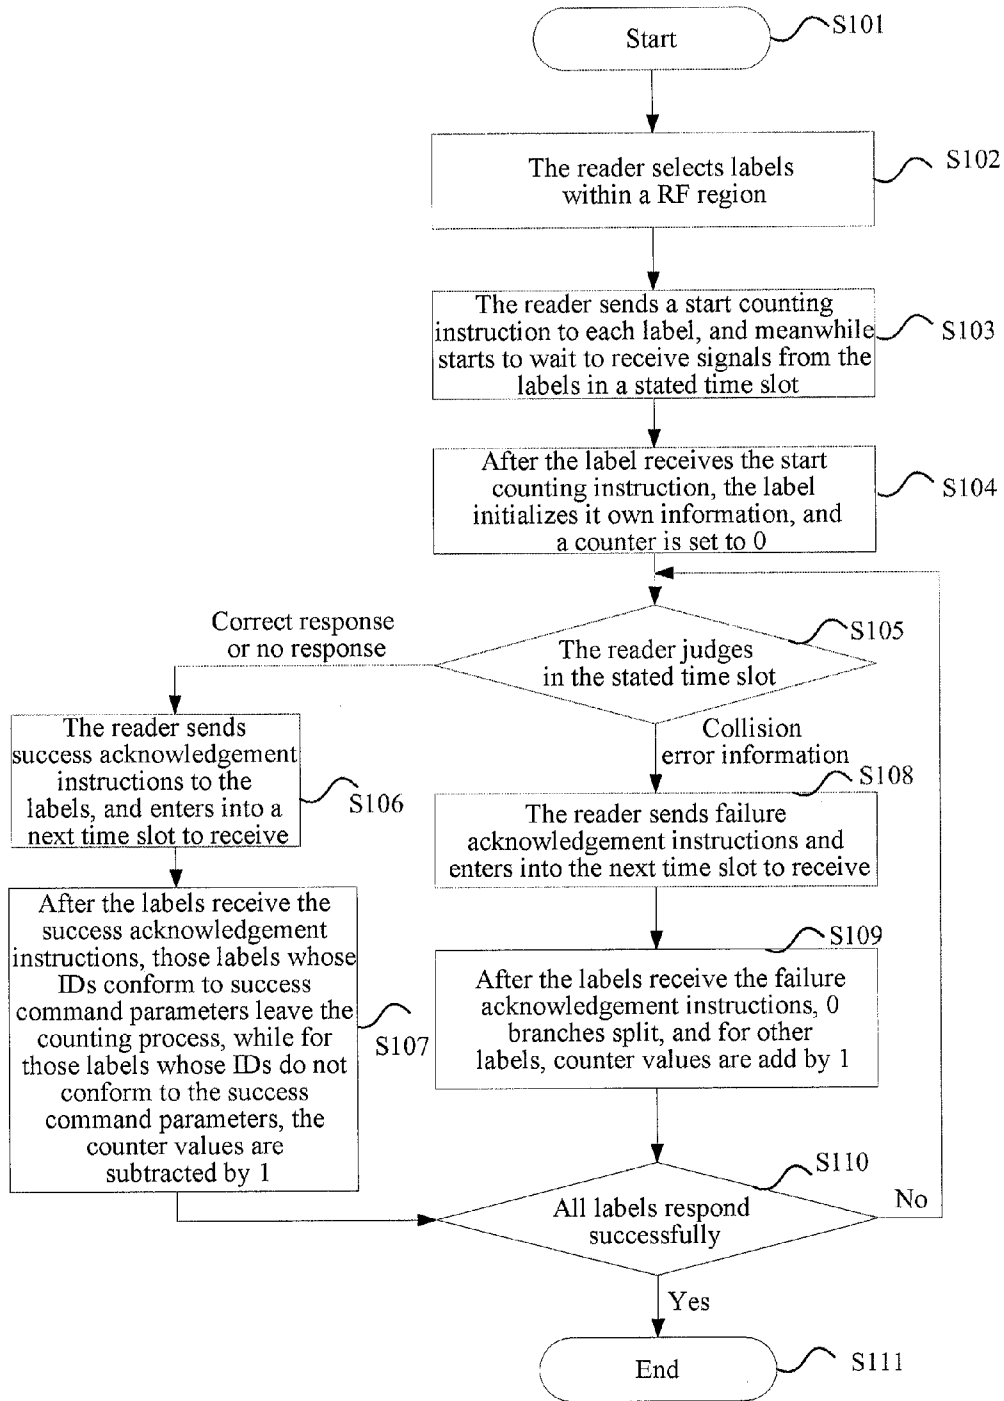 Start
S101
The reader selects labels
within a RF region
S102
The reader sends a start counting
instruction to each label, and meanwhile
starts to wait to receive signals from the
labels in a stated time slot
S103
After the label receives the start
counting instruction, the label
initializes it own information, and
a counter is set to 0
S104
Correct response
or no response
The reader judges
in the stated time slot
S105
Collision
error information
The reader sends
success acknowledgement
instructions to the
labels, and enters into a
next time slot to receive
S106
S108
The reader sends failure
acknowledgement instructions and
enters into the next time slot to receive
After the labels receive the
success acknowledgement
instructions, those labels whose
IDs conform to success
command parameters leave the
counting process, while for
those labels whose IDs do not
conform to the success
command parameters, the
counter values are
subtracted by 1
S107
S109
After the labels receive the failure
acknowledgement instructions, 0
branches split, and for other
labels, counter values are add by 1
S110
All labels respond
successfully
No
Yes
End
S111